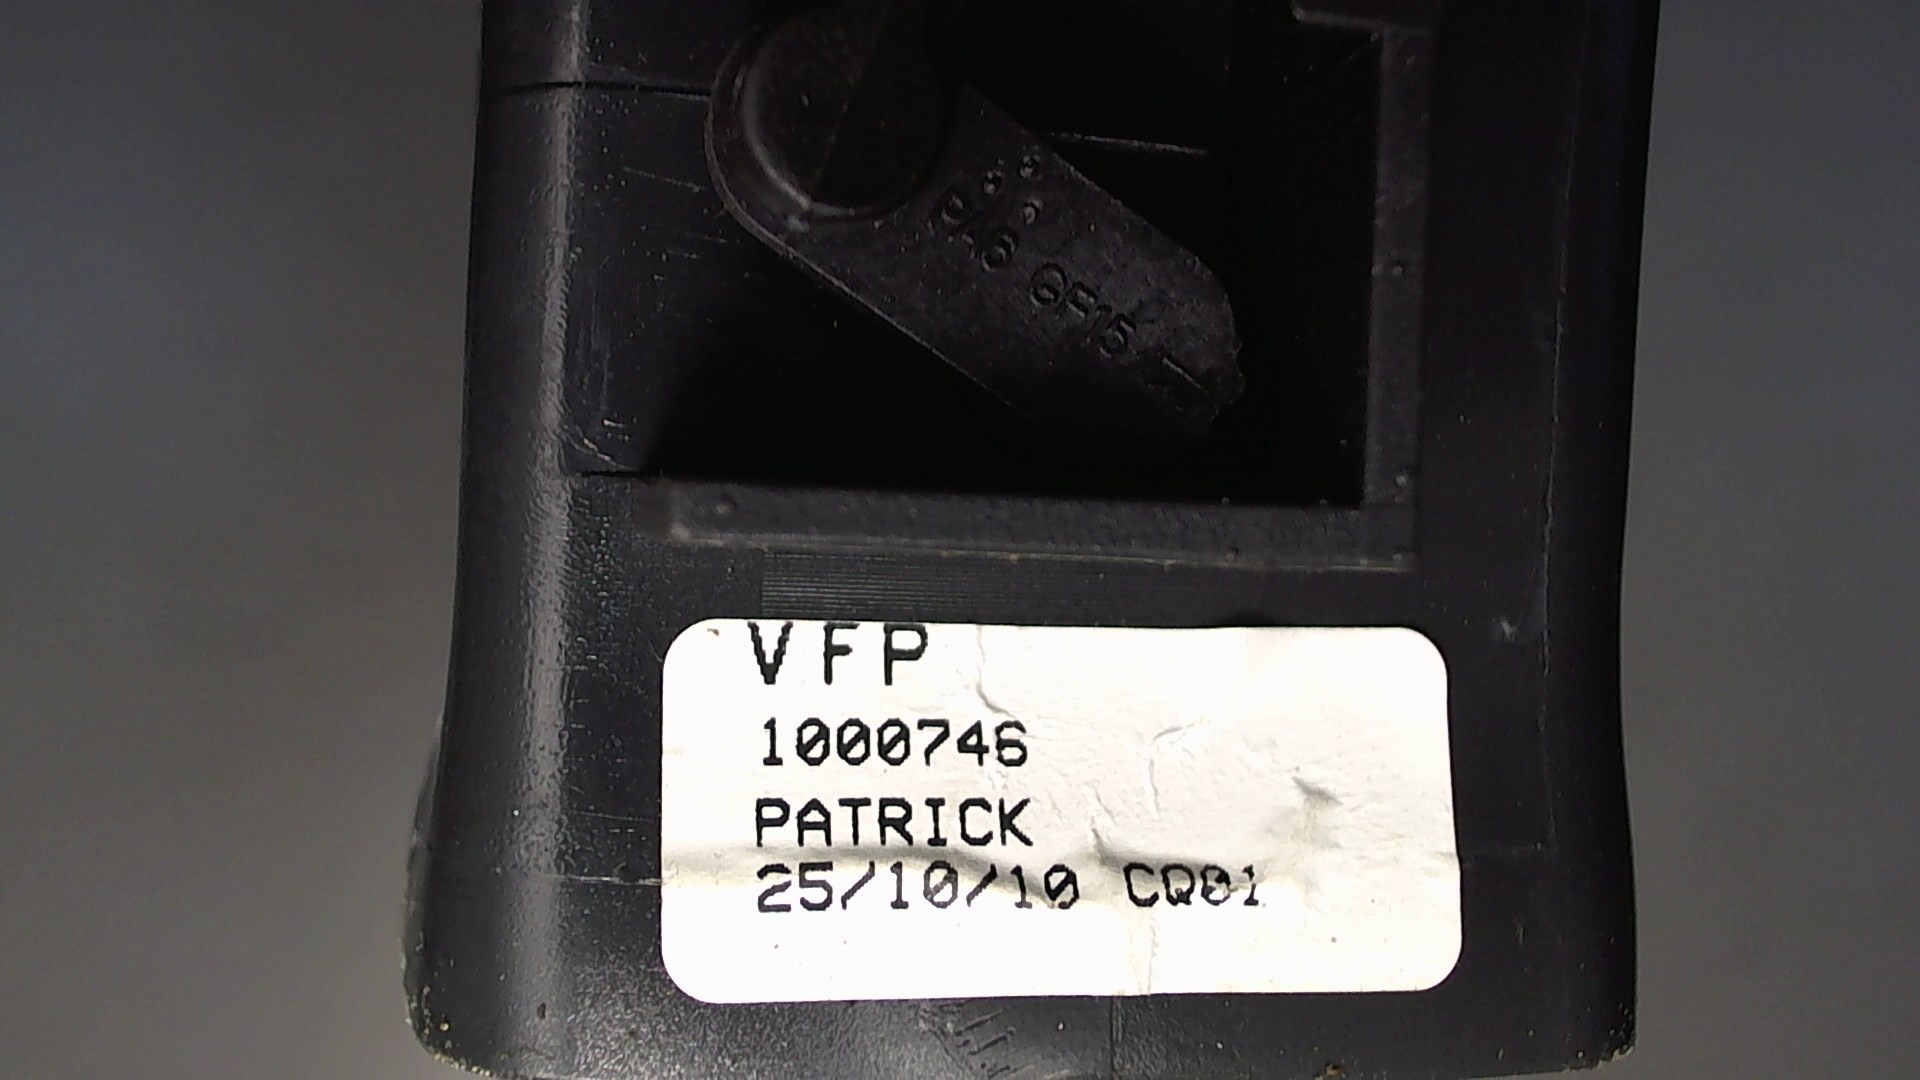 PA6 GF15
VFP
1000746
PATRICK
25/10/10 CQ01